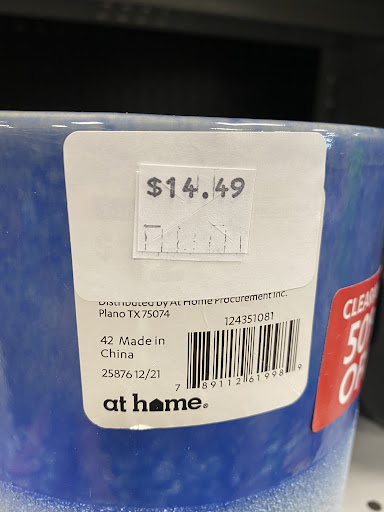 $14.49
Distributed by At Home Procurement Inc.
Plano TX 75074
124351081
42 Made in
China
25876 12/21
7 89112 61998 9
at home
CLEAR
50
OF